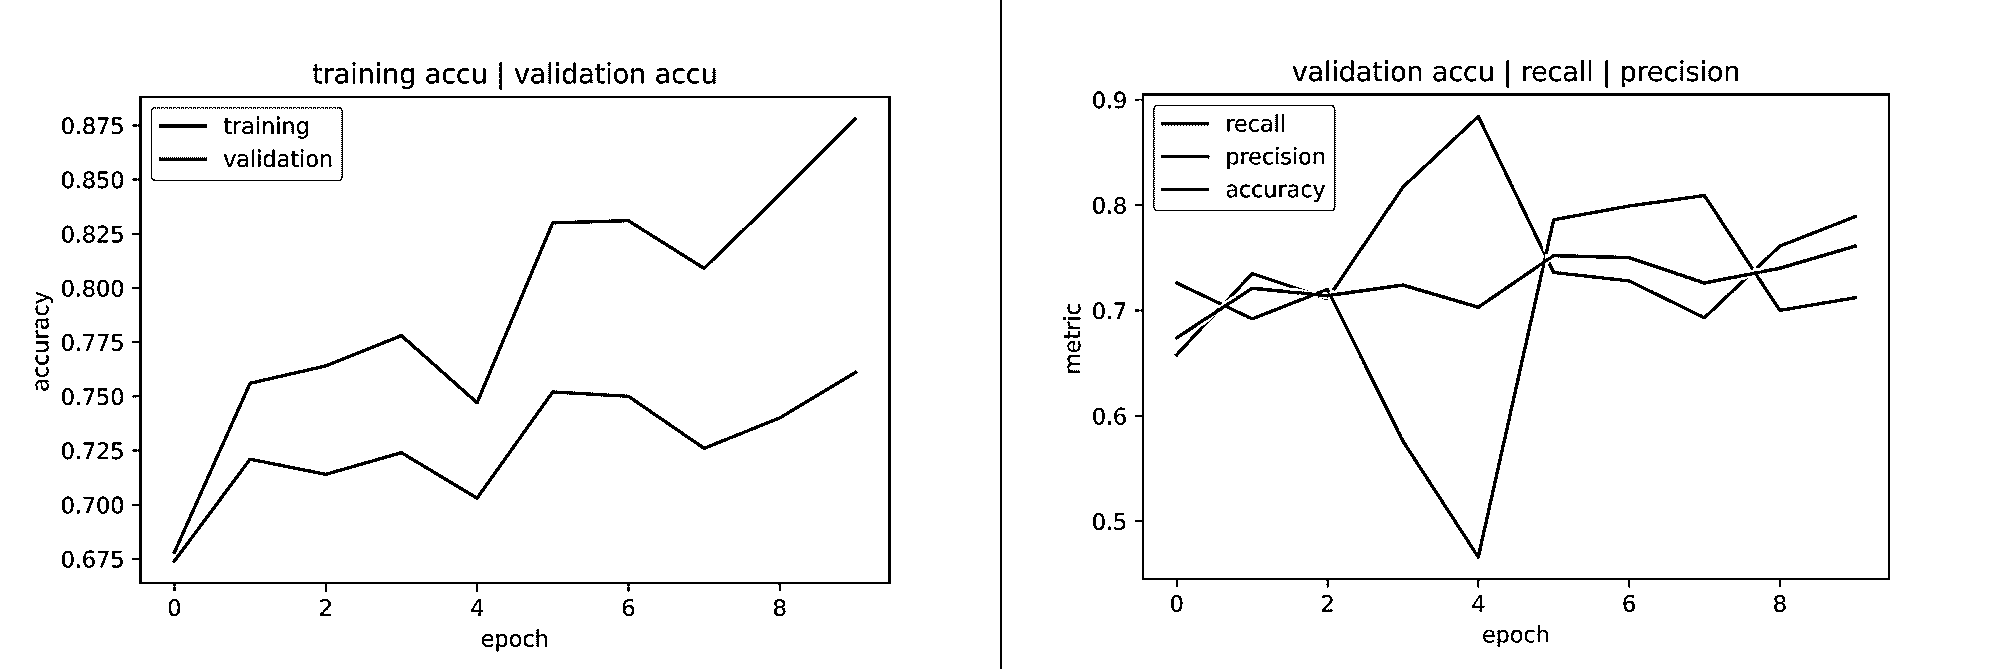 training accu | validation accu
training
validation
0.875
0.850
0.825
0.800
0.775
0.750
0.725
0.700
0.675
accuracy
0 2 4 6 8
epoch
validation accu | recall | precision
recall
precision
accuracy
0.9
0.8
0.7
0.6
0.5
metric
0 2 4 6 8
epoch